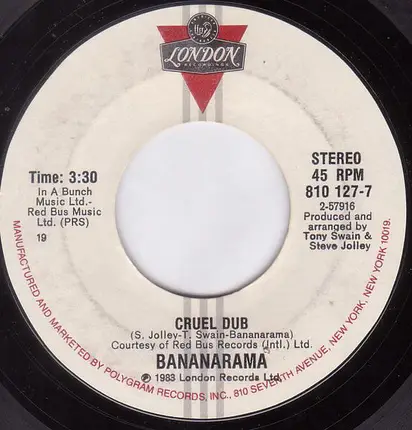 LONDON
RECORDINGS
Time: 3:30
In A Bunch
Music Ltd.-
Red Bus Music
Ltd. (PRS)
19
STEREO
45 RPM
810 127-7
2-57916
Produced and
arranged by
Tony Swain &
Steve Jolley
CRUEL DUB
(S. Jolley-T. Swain-Bananarama)
Courtesy of Red Bus Records (Intl.) Ltd.
BANANARAMA
℗ 1983 London Records Ltd.
MANUFACTURED AND MARKETED BY POLYGRAM RECORDS, INC., 810 SEVENTH AVENUE, NEW YORK, NEW YORK 10019.